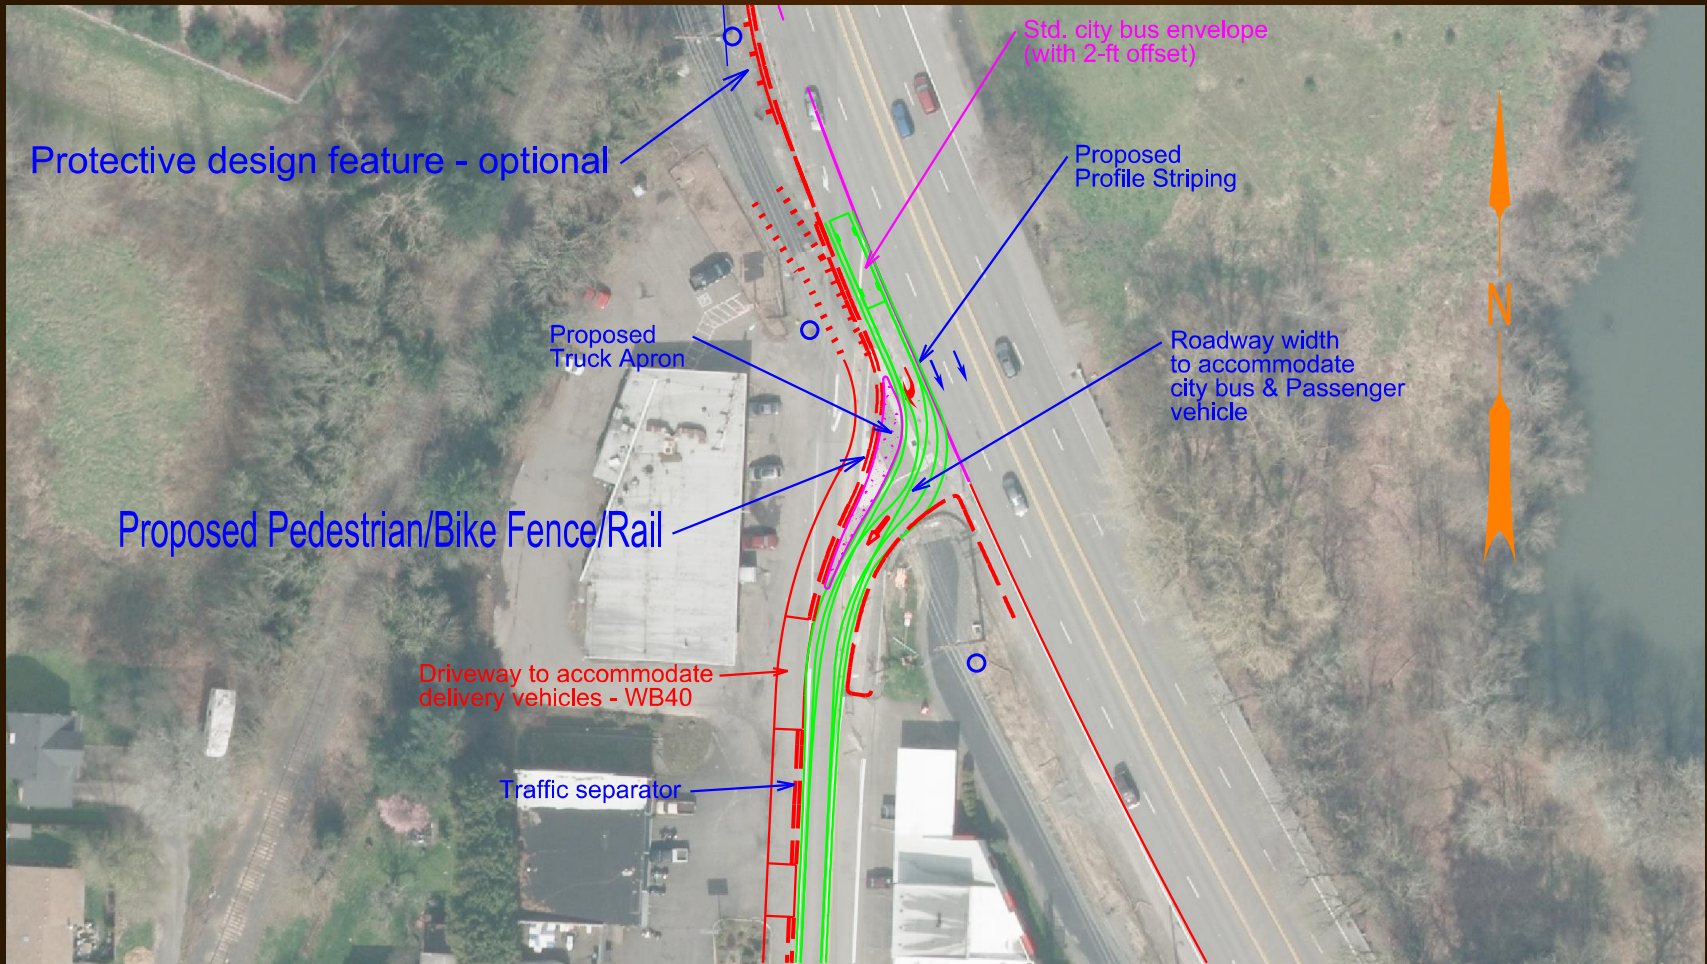 Std. city bus envelope
(with 2-ft offset)
Protective design feature - optional
Proposed
Profile Striping
N
Proposed
Truck Apron
Roadway width
to accommodate
city bus & Passenger
vehicle
Proposed Pedestrian/Bike Fence/Rail
Driveway to accommodate
delivery vehicles - WB40
Traffic separator